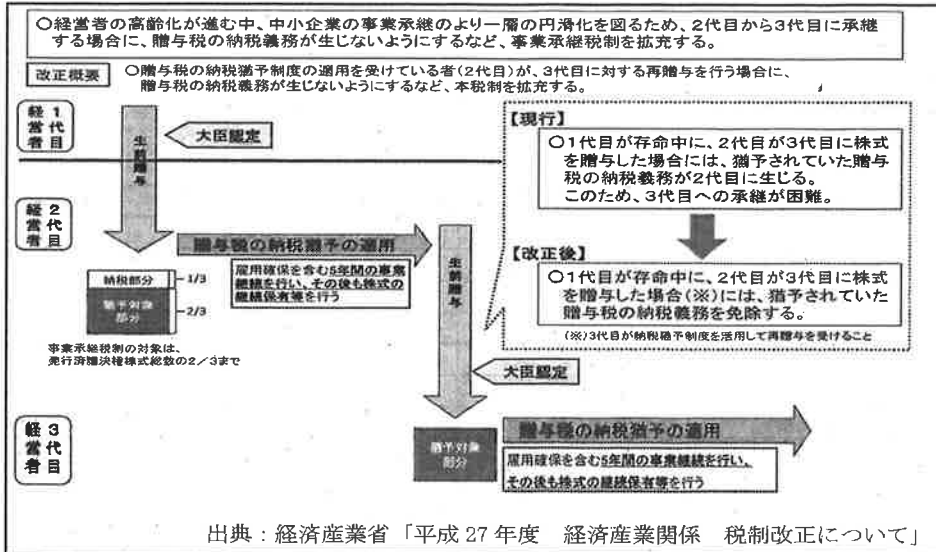 ○経営者の高齢化が進む中、中小企業の事業承継のより一層の円滑化を図るため、2代目から3代目に承継
する場合に、贈与税の納税義務が生じないようにするなど、事業承継税制を拡充する。
改正概要
○贈与税の納税猶予制度の適用を受けている者(2代目)が、3代目に対する再贈与を行う場合に、
贈与税の納税義務が生じないようにするなど、本税制を拡充する。
経営者
1代目
生前贈与
大臣認定
【現行】
○1代目が存命中に、2代目が3代目に株式
を贈与した場合には、猶予されていた贈与
税の納税義務が2代目に生じる。
このため、3代目への承継が困難。
経営者
2代目
贈与税の納税猶予の適用
雇用確保を含む5年間の事業
継続を行い、その後も株式の
継続保有等を行う
納税部分
1/3
猶予対象
部分
2/3
事業承継税制の対象は、
発行済議決権株式総数の2/3まで
生前贈与
【改正後】
○1代目が存命中に、2代目が3代目に株式
を贈与した場合(※)には、猶予されていた
贈与税の納税義務を免除する。
(※)3代目が納税猶予制度を活用して再贈与を受けること
大臣認定
経営者
3代目
猶予対象
部分
贈与税の納税猶予の適用
雇用確保を含む5年間の事業継続を行い、
その後も株式の継続保有等を行う
出典:経済産業省「平成27年度 経済産業関係 税制改正について」